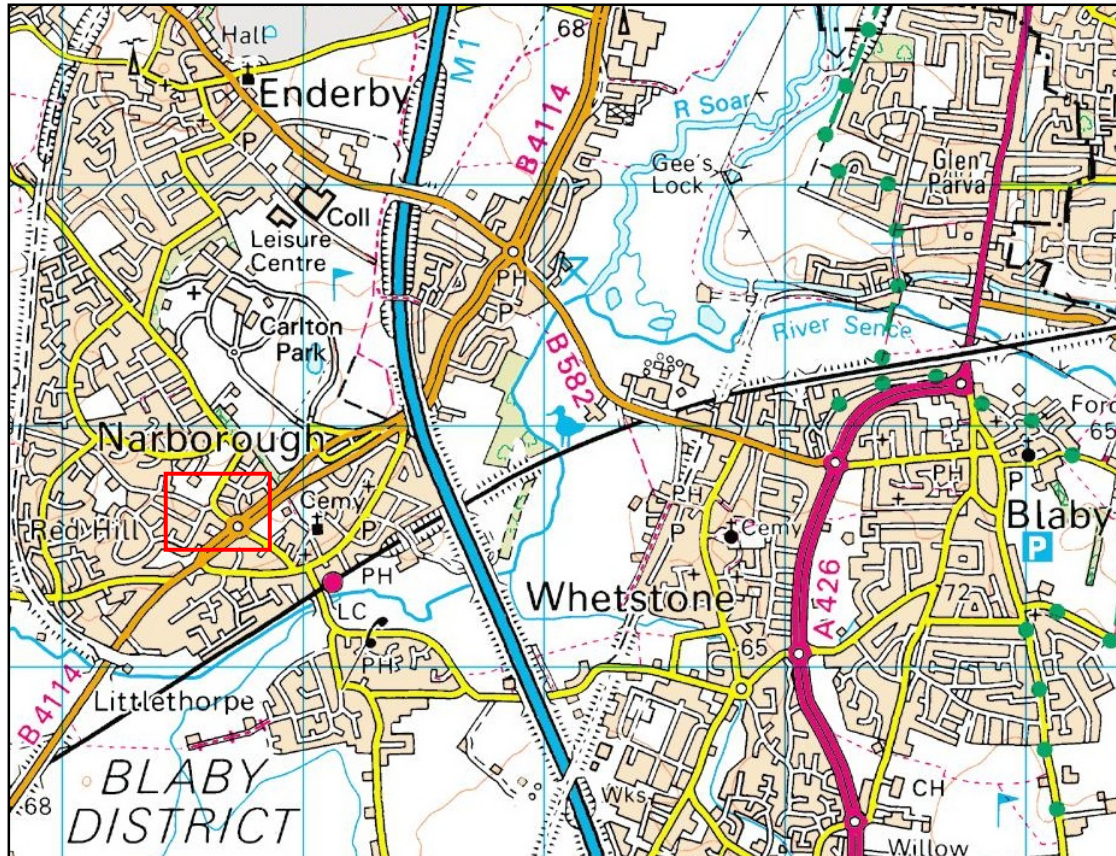 Hall
68
M1
B4114
R Soar
Enderby
P
Gee's
Lock
Glen
Parva
Coll
Leisure
Centre
PH
P
Carlton
Park
River Sence
B582
Narborough
65
PH
P
Cemy
P
Red Hill
PH
P
Cemy
Blaby
P
PH
LC
Whetstone
A426
72
PH
65
Littlethorpe
B4114
BLABY
DISTRICT
68
Wks
CH
Willow